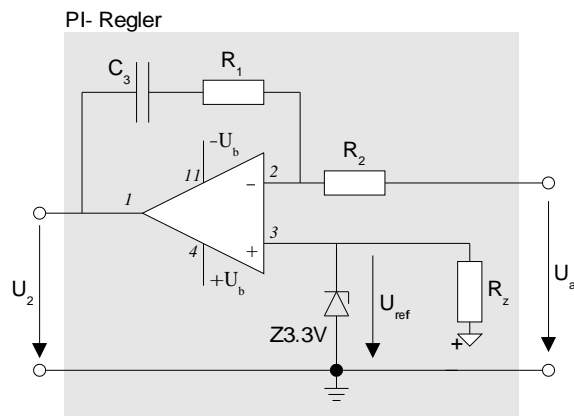 PI- Regler
C3
R1
-Ub
R2
11
2
-
1
3
4
+
+Ub
U2
Z3.3V
Uref
Rz
Ua
+